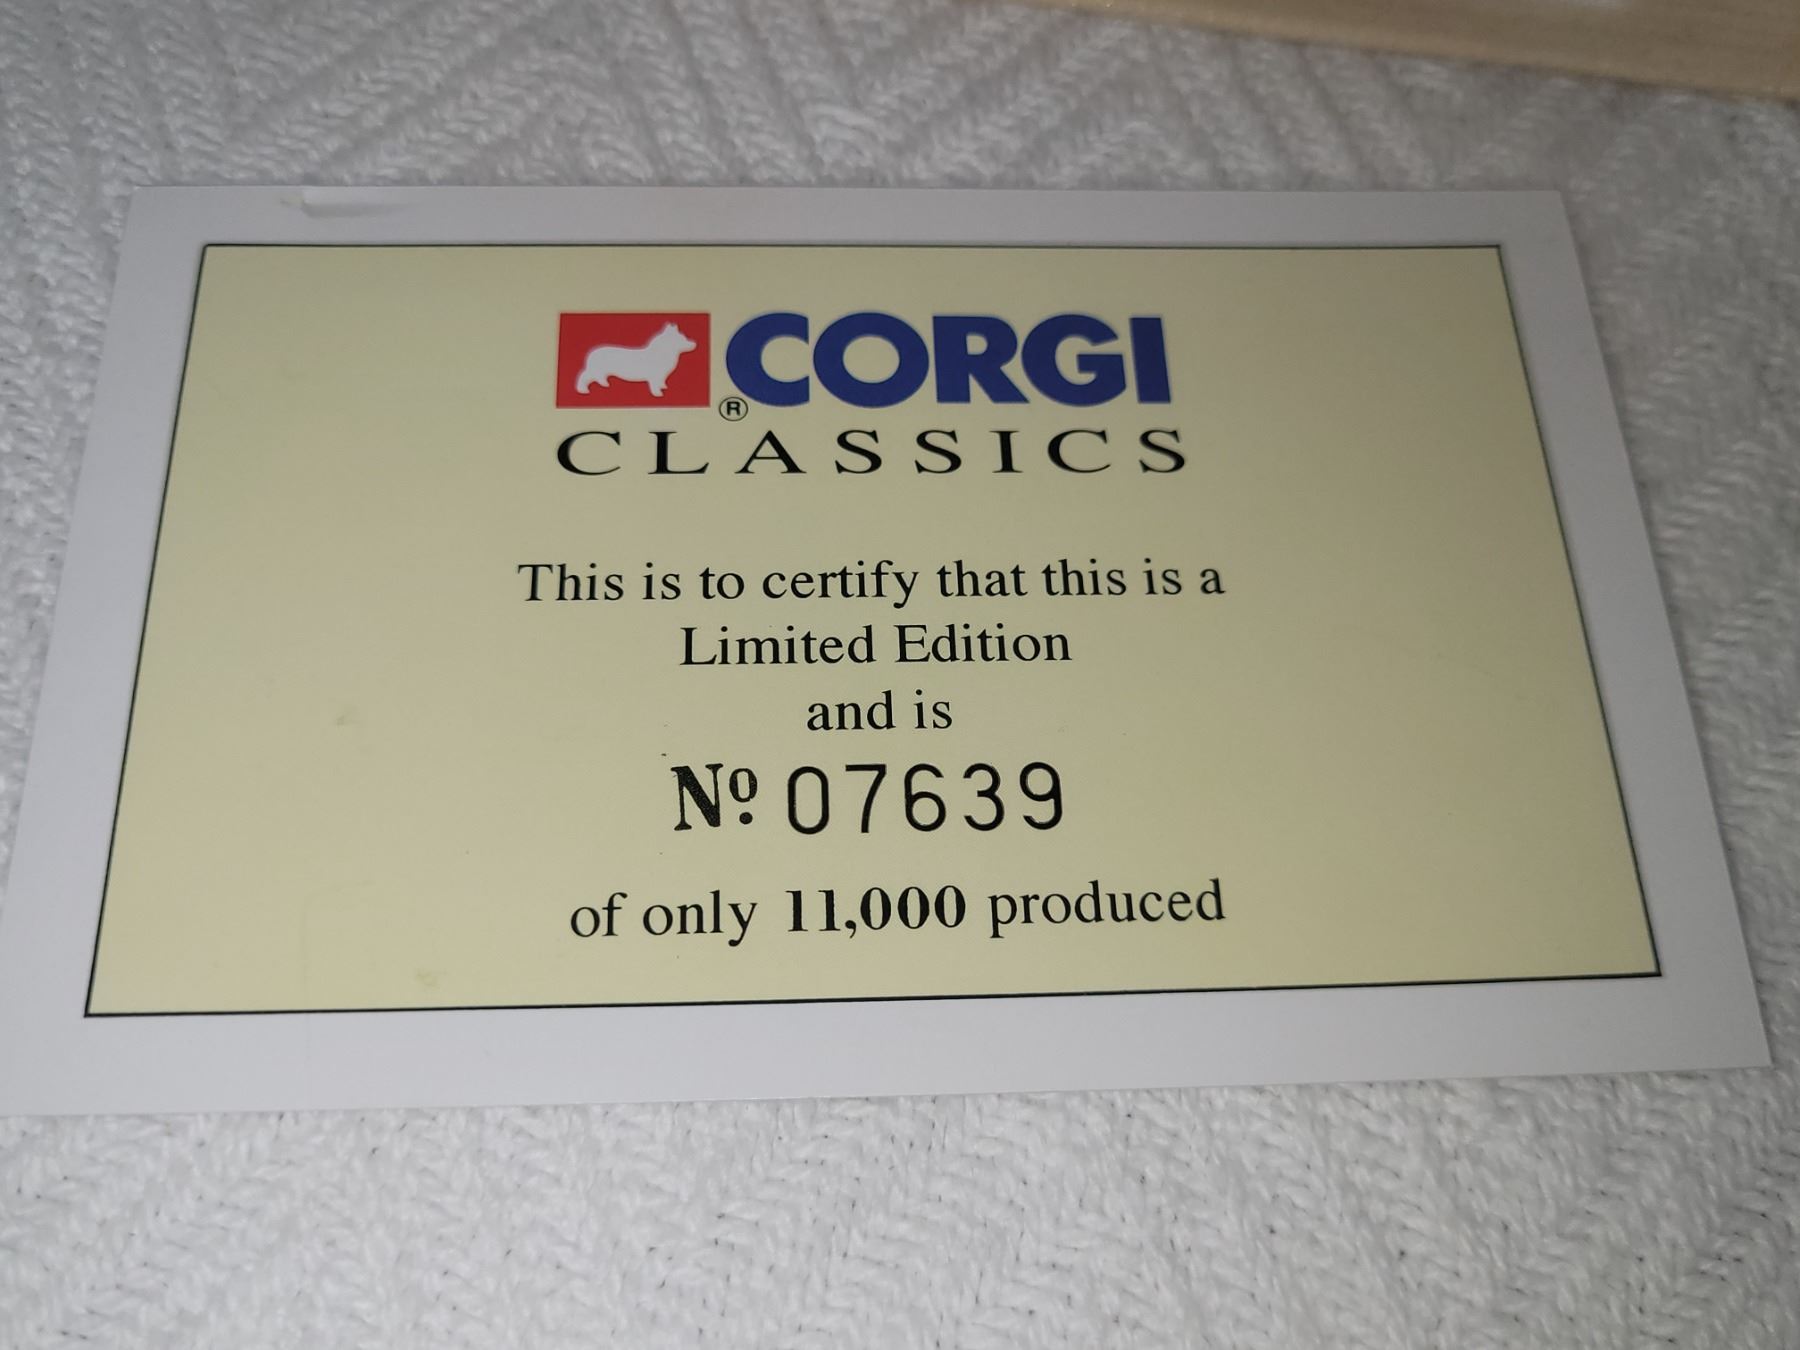 ® CORGI
CLASSICS
This is to certify that this is a
Limited Edition
and is
Nº 07639
of only 11,000 produced